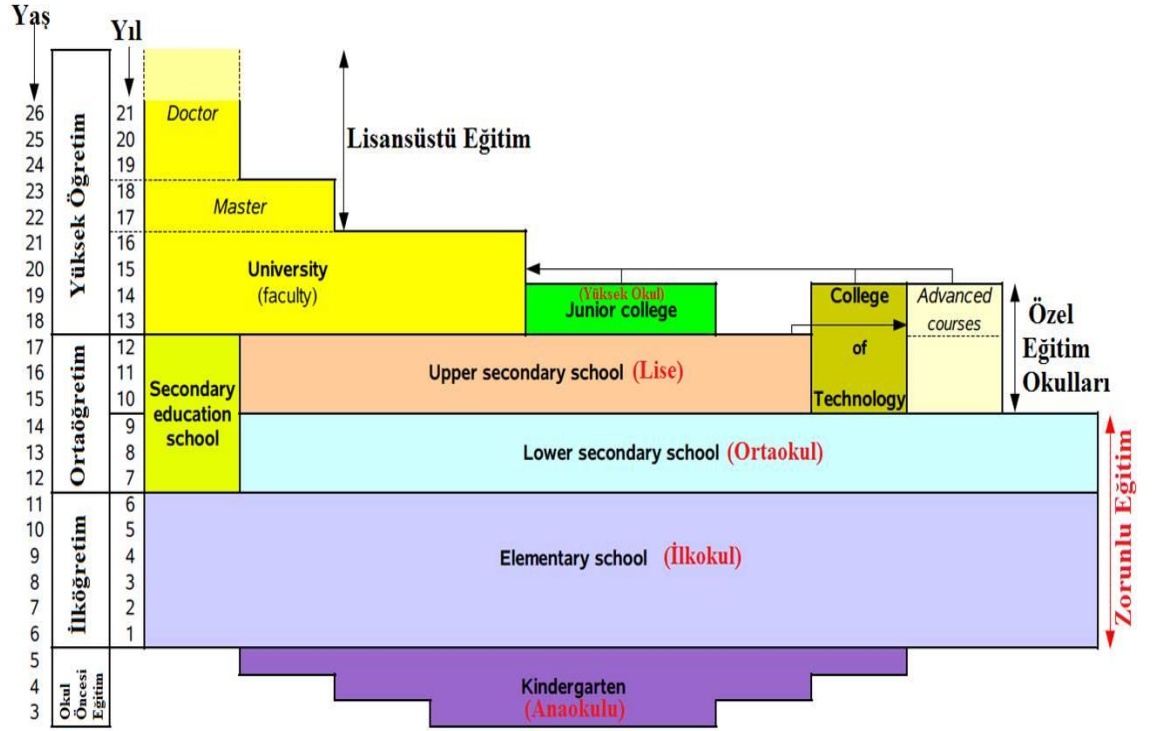 Yaş
Yıl
26 21 Doctor
25 20
Lisansüstü Eğitim
24 19
23 18
Master
22 17
21 16
Yüksek Öğretim
20 15 University
(faculty)
19 14
18 13
(Yüksek Okul)
Junior college
College
of
Technology
Advanced
courses
Özel
Eğitim
Okulları
17 12
16 11
15 10
Upper secondary school (Lise)
Secondary
education
school
Ortaöğretim
14 9
13 8
12 7
Lower secondary school (Ortaokul)
Zorunlu Eğitim
11 6
10 5
9 4
8 3
7 2
6 1
İlköğretim
Elementary school (İlkokul)
5
4
3
Okul
Öncesi
Eğitim
Kindergarten
(Anaokulu)